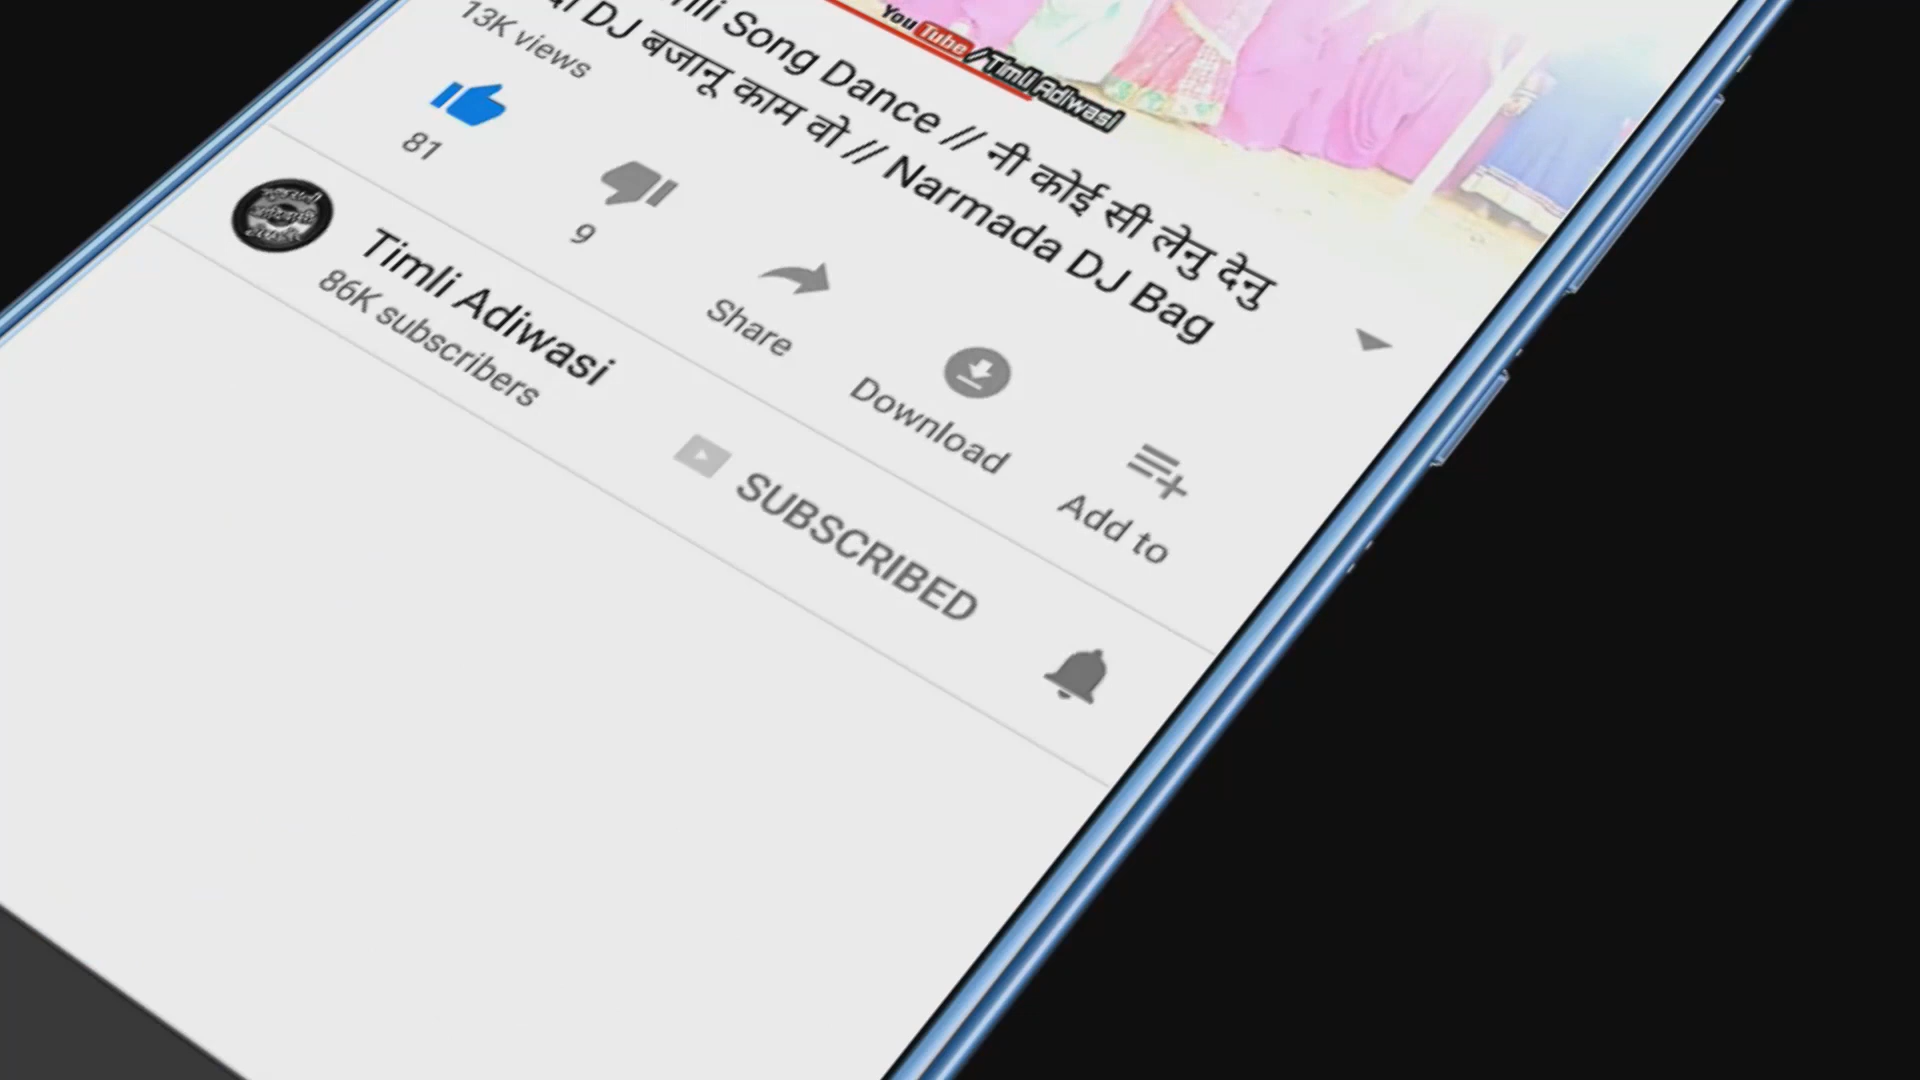 YouTube/Timli Adiwasi
Song Dance // नी कोई सी लेनु देनु
DJ बजानू काम वो // Narmada DJ Bag
13K views
81
9
Share
Download
Add to
Timli Adiwasi
86K subscribers
SUBSCRIBED